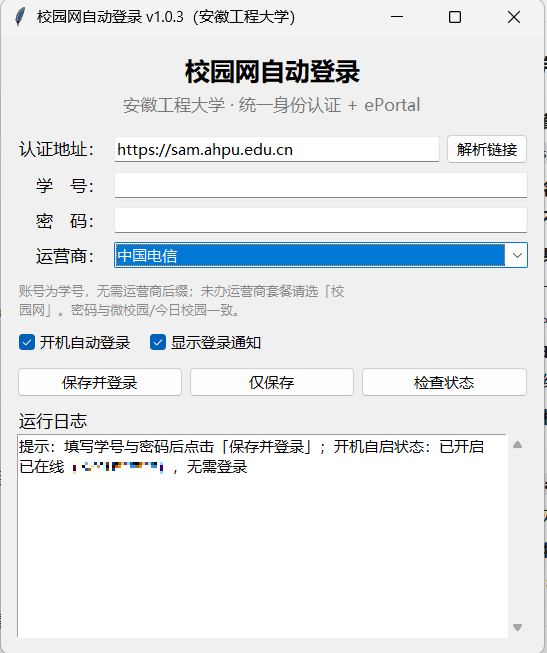 校园网自动登录 v1.0.3（安徽工程大学）
校园网自动登录
安徽工程大学 · 统一身份认证 + ePortal
认证地址： https://sam.ahpu.edu.cn 解析链接
学 号：
密 码：
运营商： 中国电信
账号为学号，无需运营商后缀；未办运营商套餐请选「校
园网」。密码与微校园/今日校园一致。
开机自动登录 显示登录通知
保存并登录 仅保存 检查状态
运行日志
提示：填写学号与密码后点击「保存并登录」；开机自启状态：已开启
已在线 ，无需登录